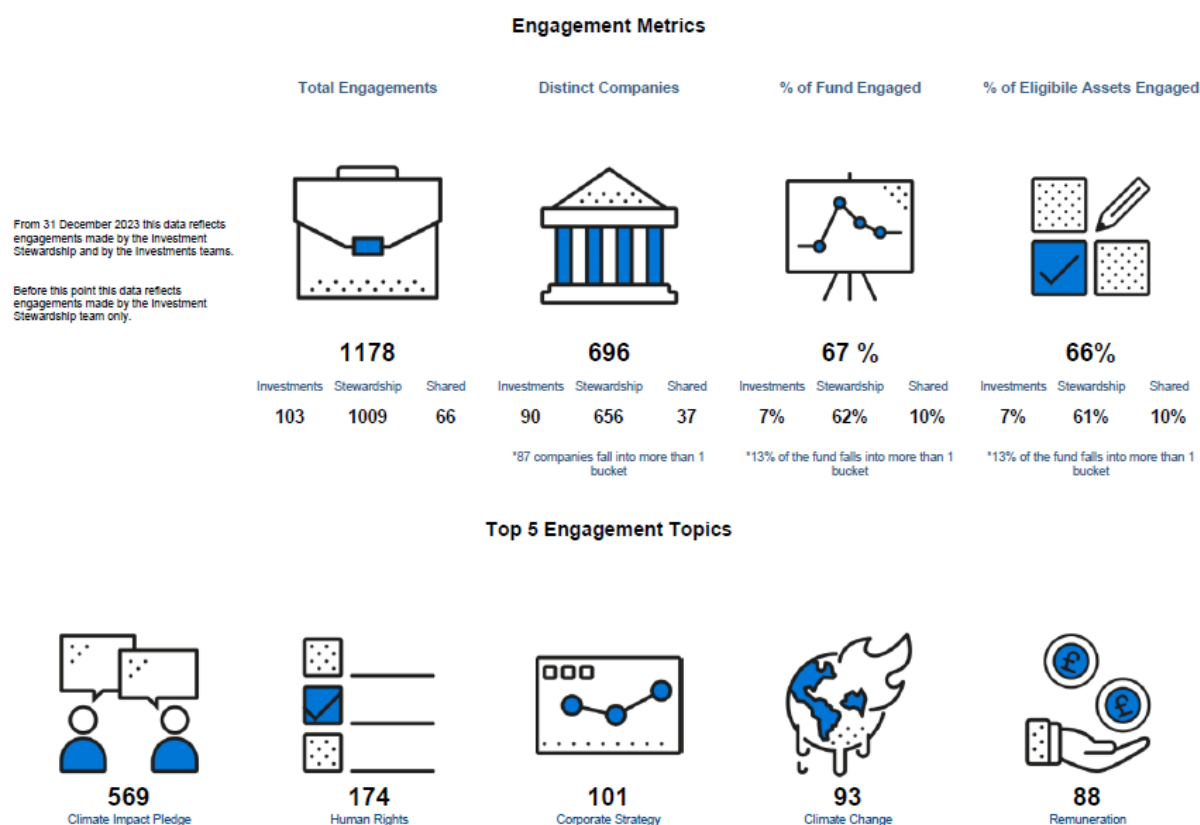 Engagement Metrics
Total Engagements
Distinct Companies
% of Fund Engaged
% of Eligibile Assets Engaged
From 31 December 2023 this data reflects
engagements made by the Investment
Stewardship and by the Investments teams.
Before this point this data reflects
engagements made by the Investment
Stewardship team only.
1178
696
67 %
66%
Investments Stewardship Shared
Investments Stewardship Shared
Investments Stewardship Shared
Investments Stewardship Shared
103 1009 66
90 656 37
7% 62% 10%
7% 61% 10%
*87 companies fall into more than 1
bucket
*13% of the fund falls into more than 1
bucket
*13% of the fund falls into more than 1
bucket
Top 5 Engagement Topics
£
£
569
Climate Impact Pledge
174
Human Rights
101
Corporate Strategy
93
Climate Change
88
Remuneration